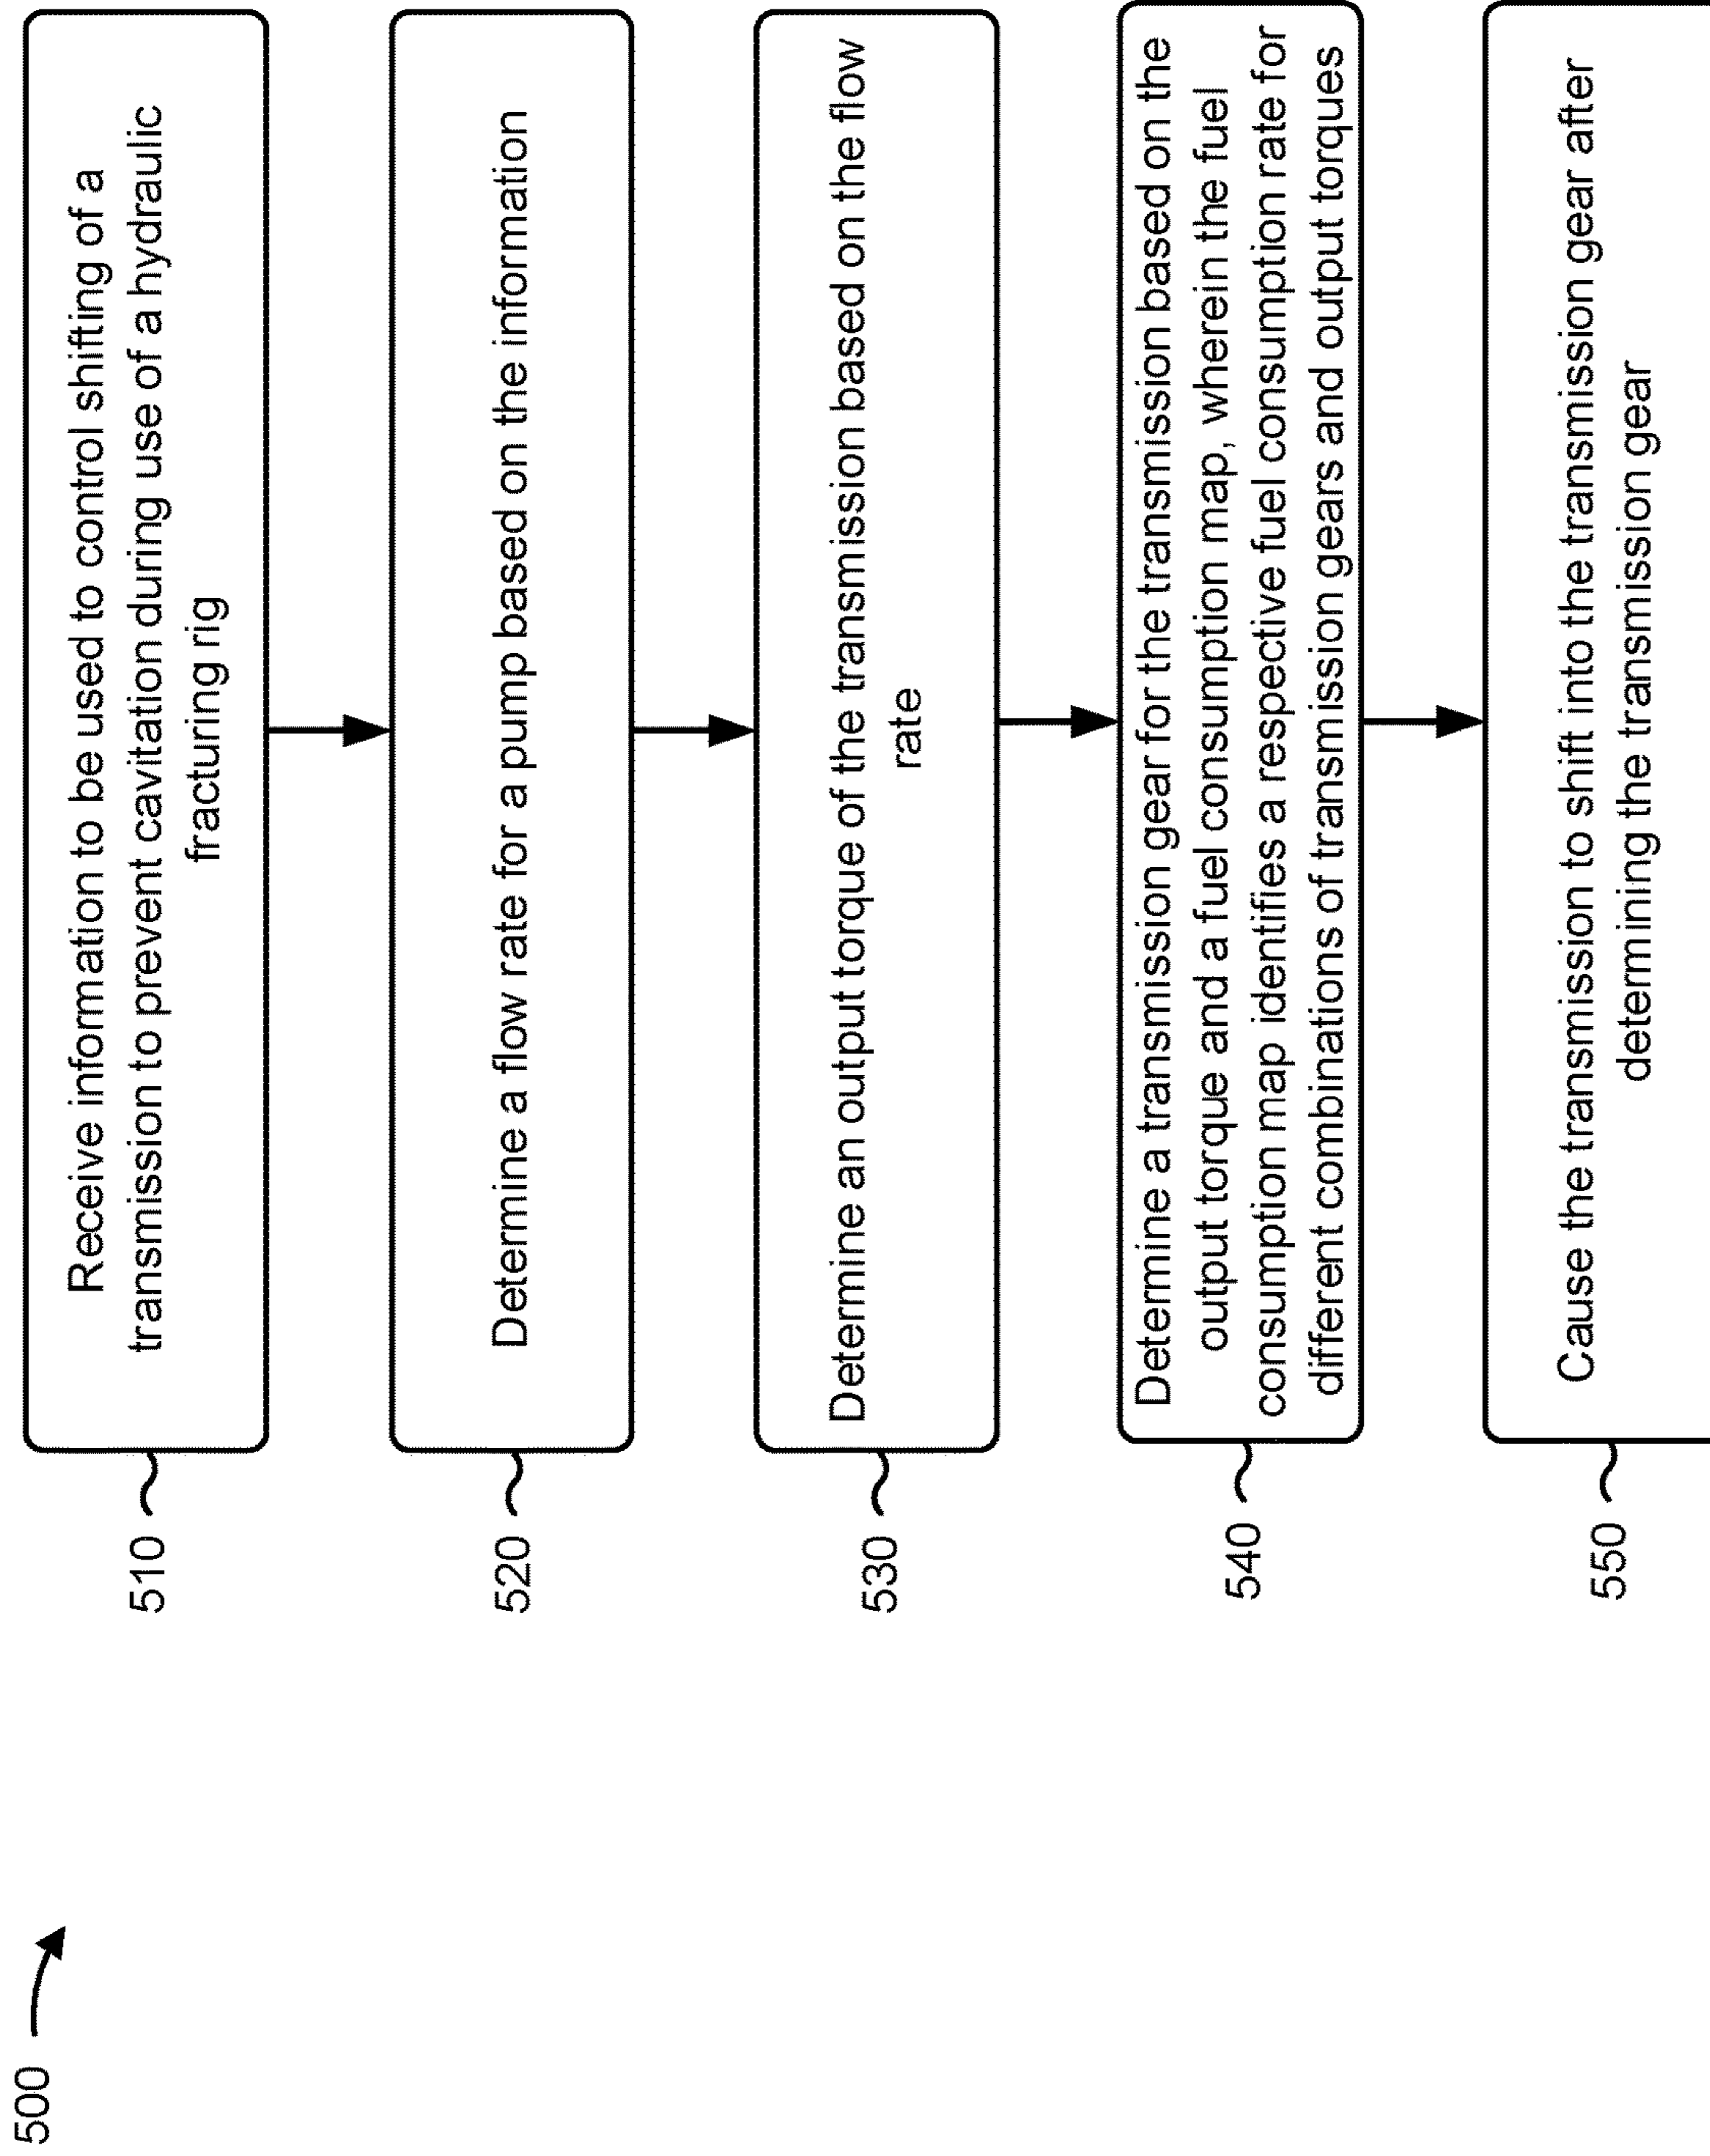 500
510
Receive information to be used to control shifting of a
transmission to prevent cavitation during use of a hydraulic
fracturing rig
520
Determine a flow rate for a pump based on the information
530
Determine an output torque of the transmission based on the flow
rate
540
Determine a transmission gear for the transmission based on the
output torque and a fuel consumption map, wherein the fuel
consumption map identifies a respective fuel consumption rate for
different combinations of transmission gears and output torques
550
Cause the transmission to shift into the transmission gear after
determining the transmission gear